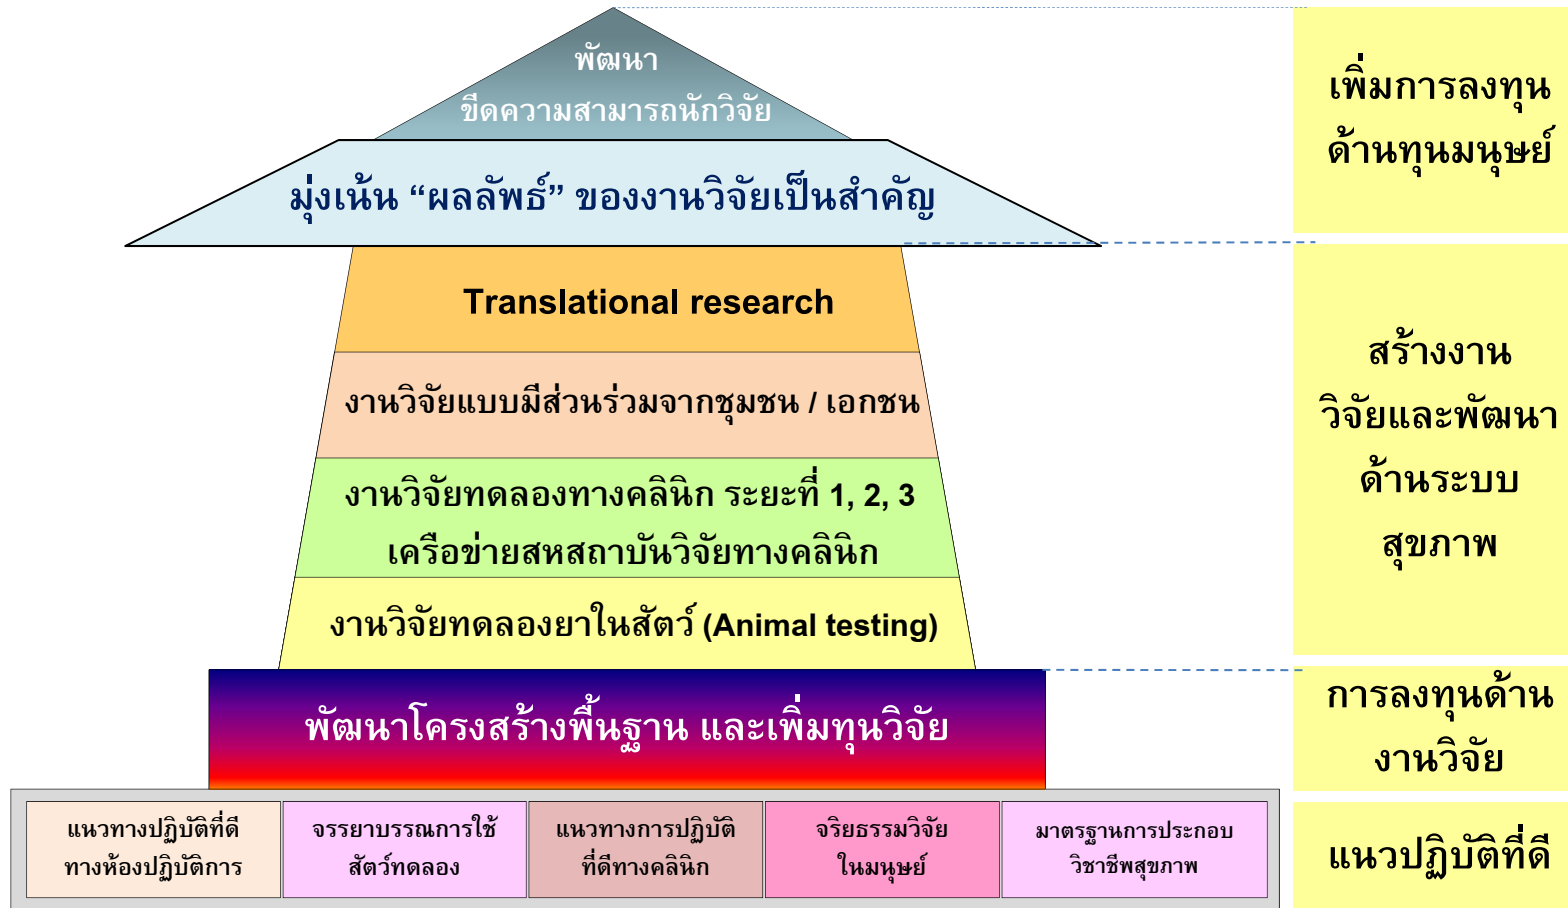 พัฒนา
ขีดความสามารถนักวิจัย
มุ่งเน้น “ผลลัพธ์” ของงานวิจัยเป็นสำคัญ
Translational research
งานวิจัยแบบมีส่วนร่วมจากชุมชน / เอกชน
งานวิจัยทดลองทางคลินิก ระยะที่ 1, 2, 3
เครือข่ายสหสถาบันวิจัยทางคลินิก
งานวิจัยทดลองยาในสัตว์ (Animal testing)
พัฒนาโครงสร้างพื้นฐาน และเพิ่มทุนวิจัย
แนวทางปฏิบัติที่ดี
ทางห้องปฏิบัติการ
จรรยาบรรณการใช้
สัตว์ทดลอง
แนวทางการปฏิบัติ
ที่ดีทางคลินิก
จริยธรรมวิจัย
ในมนุษย์
มาตรฐานการประกอบ
วิชาชีพสุขภาพ
เพิ่มการลงทุน
ด้านทุนมนุษย์
สร้างงาน
วิจัยและพัฒนา
ด้านระบบ
สุขภาพ
การลงทุนด้าน
งานวิจัย
แนวปฏิบัติที่ดี